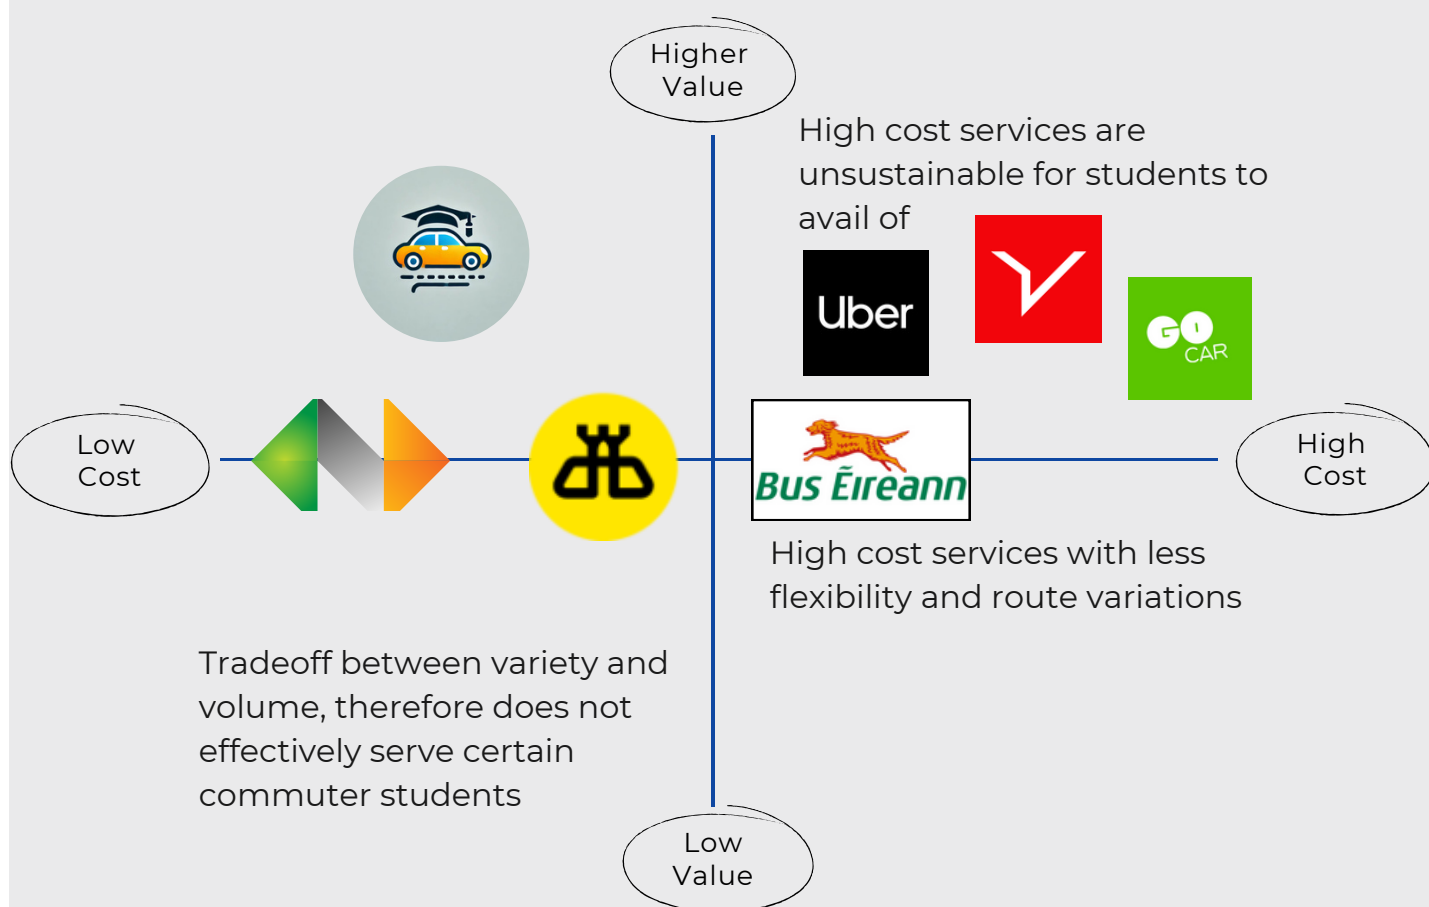 Higher
Value
High cost services are
unsustainable for students to
avail of
Uber
GO
CAR
Low
Cost
Bus Éireann
High
Cost
High cost services with less
flexibility and route variations
Tradeoff between variety and
volume, therefore does not
effectively serve certain
commuter students
Low
Value